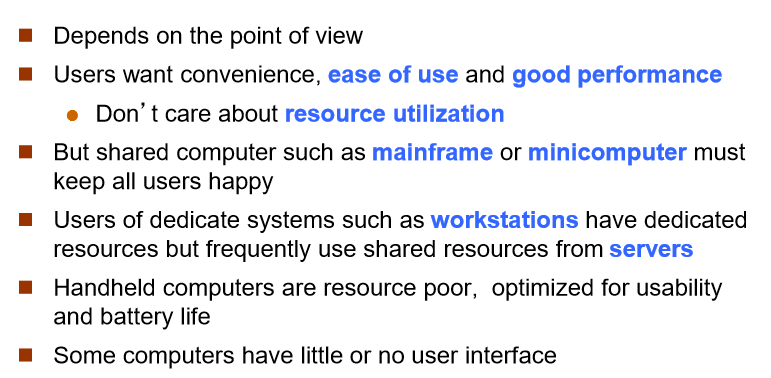 Depends on the point of view
Users want convenience, ease of use and good performance
Don’t care about resource utilization
But shared computer such as mainframe or minicomputer must
keep all users happy
Users of dedicate systems such as workstations have dedicated
resources but frequently use shared resources from servers
Handheld computers are resource poor, optimized for usability
and battery life
Some computers have little or no user interface